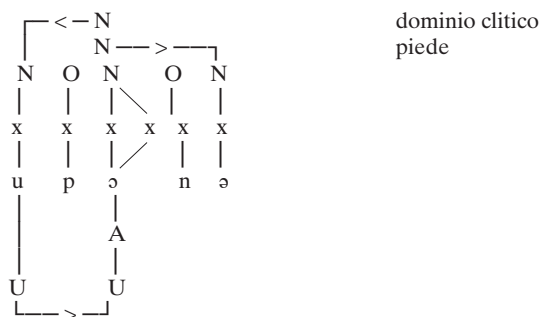 < N dominio clitico
N > piede
N O N O N
x x x x x x
u p ɔ n ə
A
U U
>